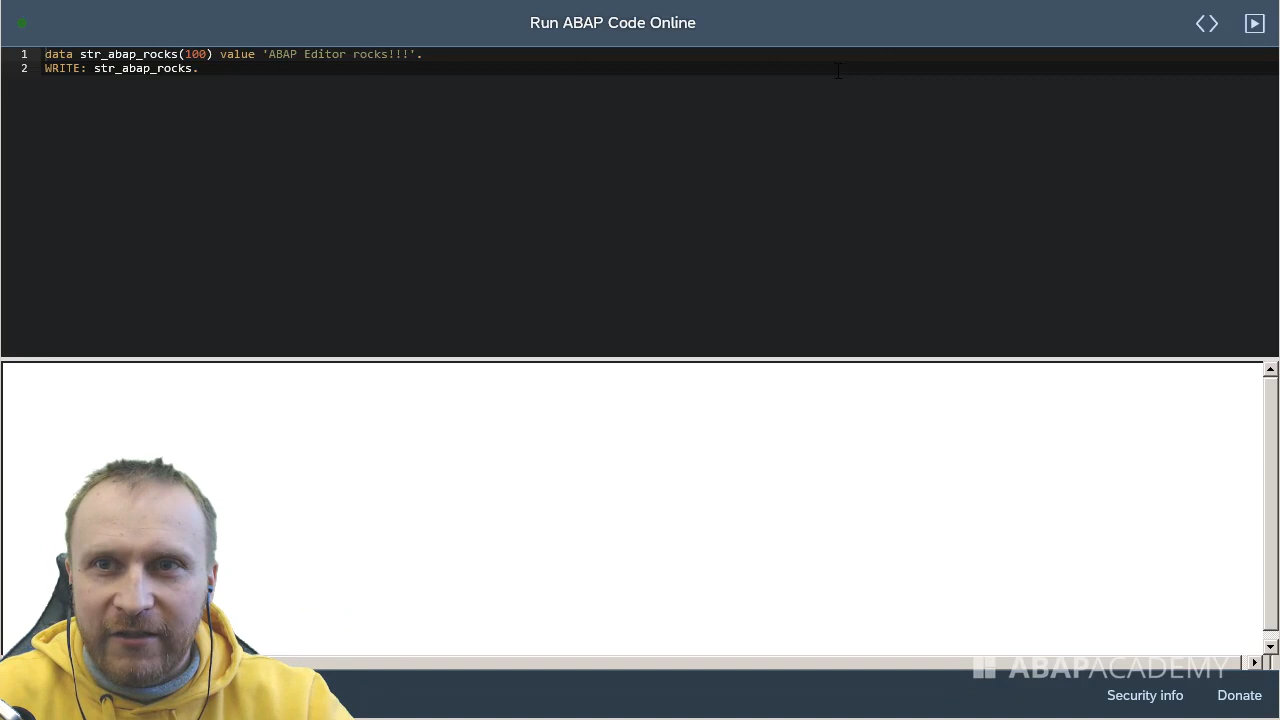 Run ABAP Code Online
1 data str_abap_rocks(100) value 'ABAP Editor rocks!!!'.
2 WRITE: str_abap_rocks.
ABAPACADEMY
Security info Donate